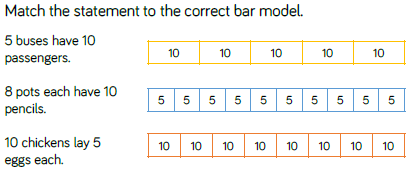 Match the statement to the correct bar model.
5 buses have 10
passengers.
10 10 10 10 10
8 pots each have 10
pencils.
5 5 5 5 5 5 5 5 5 5
10 chickens lay 5
eggs each.
10 10 10 10 10 10 10 10